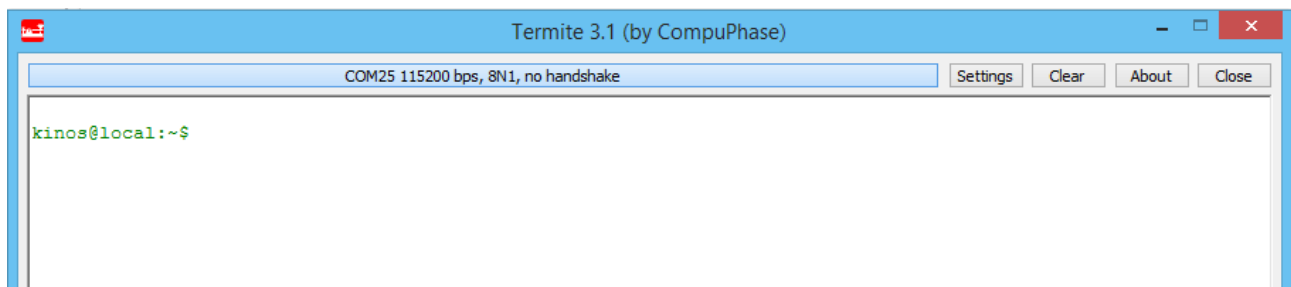 Termite 3.1 (by CompuPhase)
COM25 115200 bps, 8N1, no handshake Settings Clear About Close
kinos@local:~$